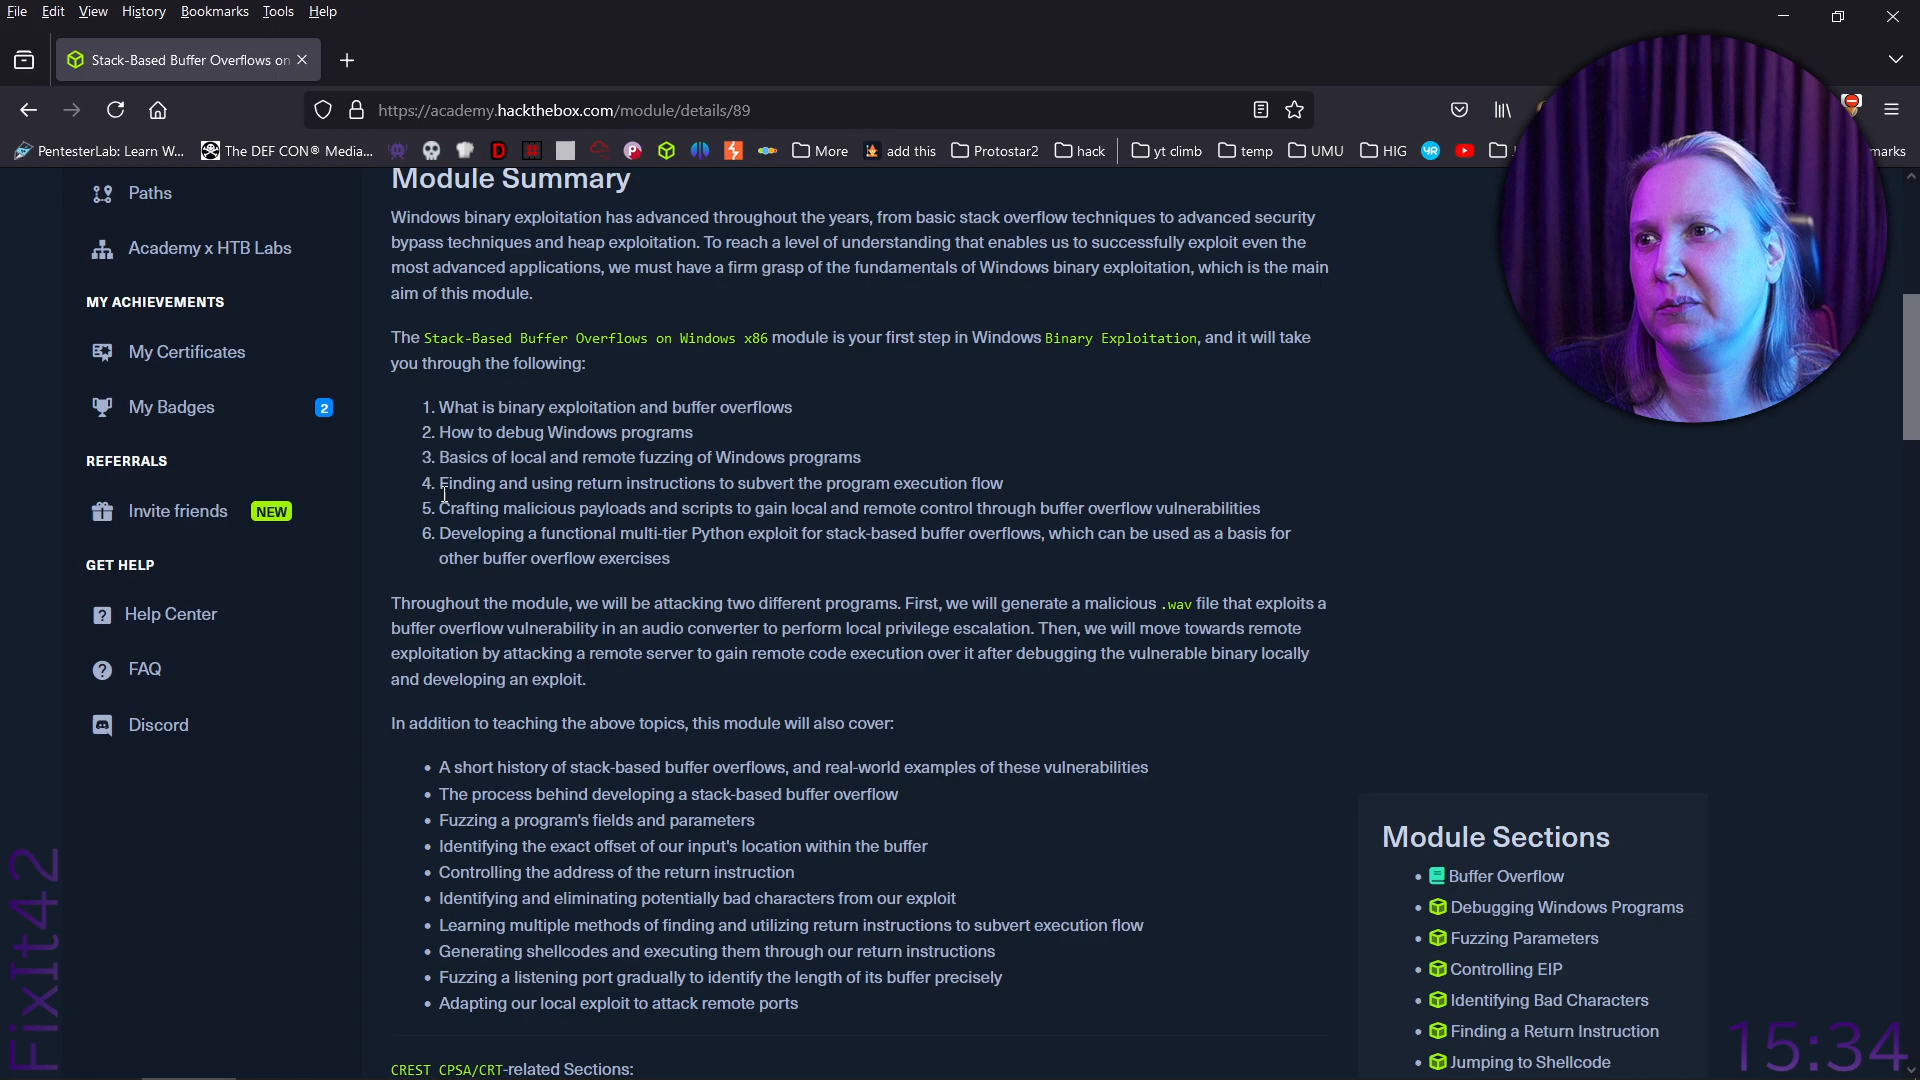 File Edit View History Bookmarks Tools Help
Stack-Based Buffer Overflows on
https://academy.hackthebox.com/module/details/89
PentesterLab: Learn W... The DEF CON® Media... More add this Protostar2 hack yt climb temp UMU HIG marks
Paths
Academy x HTB Labs
MY ACHIEVEMENTS
My Certificates
My Badges 2
REFERRALS
Invite friends NEW
GET HELP
Help Center
FAQ
Discord
FixIt42
Module Summary
Windows binary exploitation has advanced throughout the years, from basic stack overflow techniques to advanced security
bypass techniques and heap exploitation. To reach a level of understanding that enables us to successfully exploit even the
most advanced applications, we must have a firm grasp of the fundamentals of Windows binary exploitation, which is the main
aim of this module.
The Stack-Based Buffer Overflows on Windows x86 module is your first step in Windows Binary Exploitation, and it will take
you through the following:
1. What is binary exploitation and buffer overflows
2. How to debug Windows programs
3. Basics of local and remote fuzzing of Windows programs
4. Finding and using return instructions to subvert the program execution flow
5. Crafting malicious payloads and scripts to gain local and remote control through buffer overflow vulnerabilities
6. Developing a functional multi-tier Python exploit for stack-based buffer overflows, which can be used as a basis for
other buffer overflow exercises
Throughout the module, we will be attacking two different programs. First, we will generate a malicious .wav file that exploits a
buffer overflow vulnerability in an audio converter to perform local privilege escalation. Then, we will move towards remote
exploitation by attacking a remote server to gain remote code execution over it after debugging the vulnerable binary locally
and developing an exploit.
In addition to teaching the above topics, this module will also cover:
• A short history of stack-based buffer overflows, and real-world examples of these vulnerabilities
• The process behind developing a stack-based buffer overflow
• Fuzzing a program's fields and parameters
• Identifying the exact offset of our input's location within the buffer
• Controlling the address of the return instruction
• Identifying and eliminating potentially bad characters from our exploit
• Learning multiple methods of finding and utilizing return instructions to subvert execution flow
• Generating shellcodes and executing them through our return instructions
• Fuzzing a listening port gradually to identify the length of its buffer precisely
• Adapting our local exploit to attack remote ports
CREST CPSA/CRT-related Sections:
Module Sections
• Buffer Overflow
• Debugging Windows Programs
• Fuzzing Parameters
• Controlling EIP
• Identifying Bad Characters
• Finding a Return Instruction
• Jumping to Shellcode
15:34